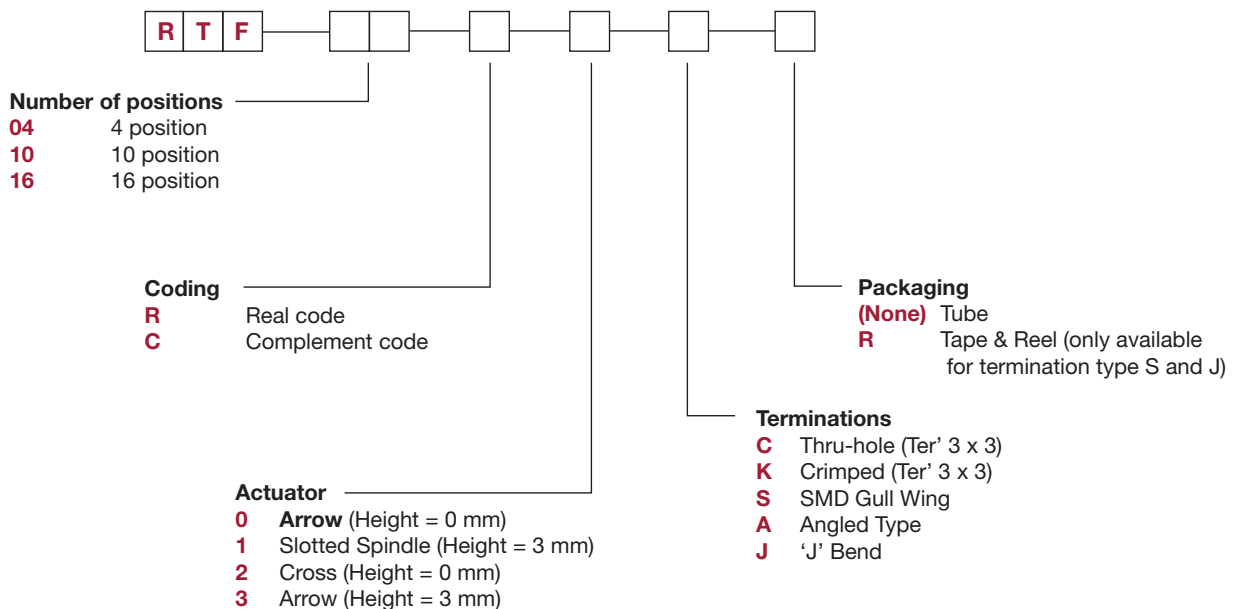 R T F
Number of positions
04 4 position
10 10 position
16 16 position
Coding
R Real code
C Complement code
Packaging
(None) Tube
R Tape & Reel (only available
for termination type S and J)
Terminations
C Thru-hole (Ter’ 3 x 3)
K Crimped (Ter’ 3 x 3)
S SMD Gull Wing
A Angled Type
J ‘J’ Bend
Actuator
0 Arrow (Height = 0 mm)
1 Slotted Spindle (Height = 3 mm)
2 Cross (Height = 0 mm)
3 Arrow (Height = 3 mm)